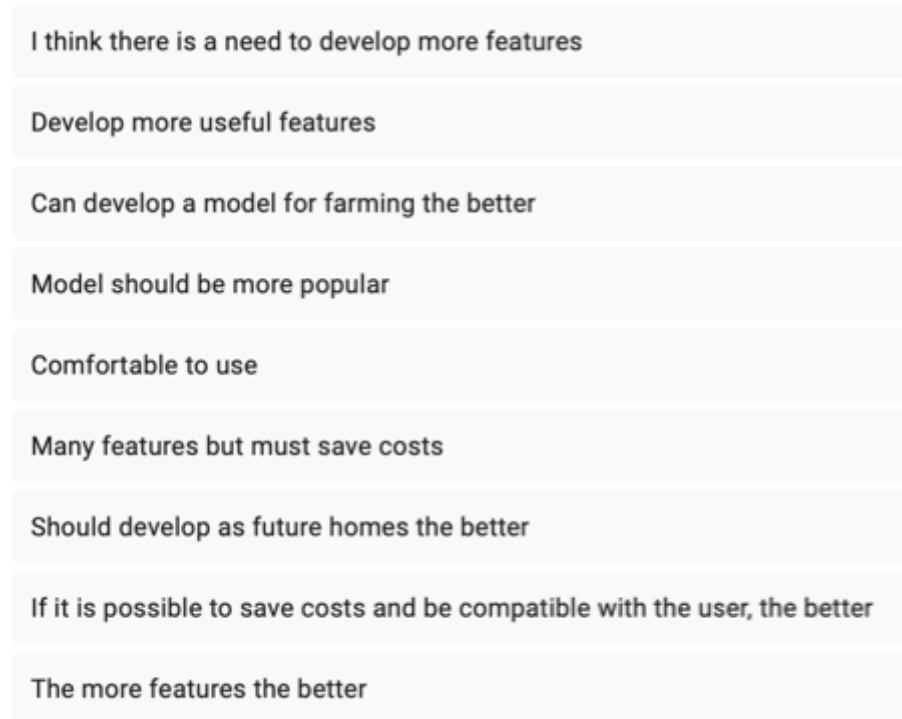 I think there is a need to develop more features
Develop more useful features
Can develop a model for farming the better
Model should be more popular
Comfortable to use
Many features but must save costs
Should develop as future homes the better
If it is possible to save costs and be compatible with the user, the better
The more features the better